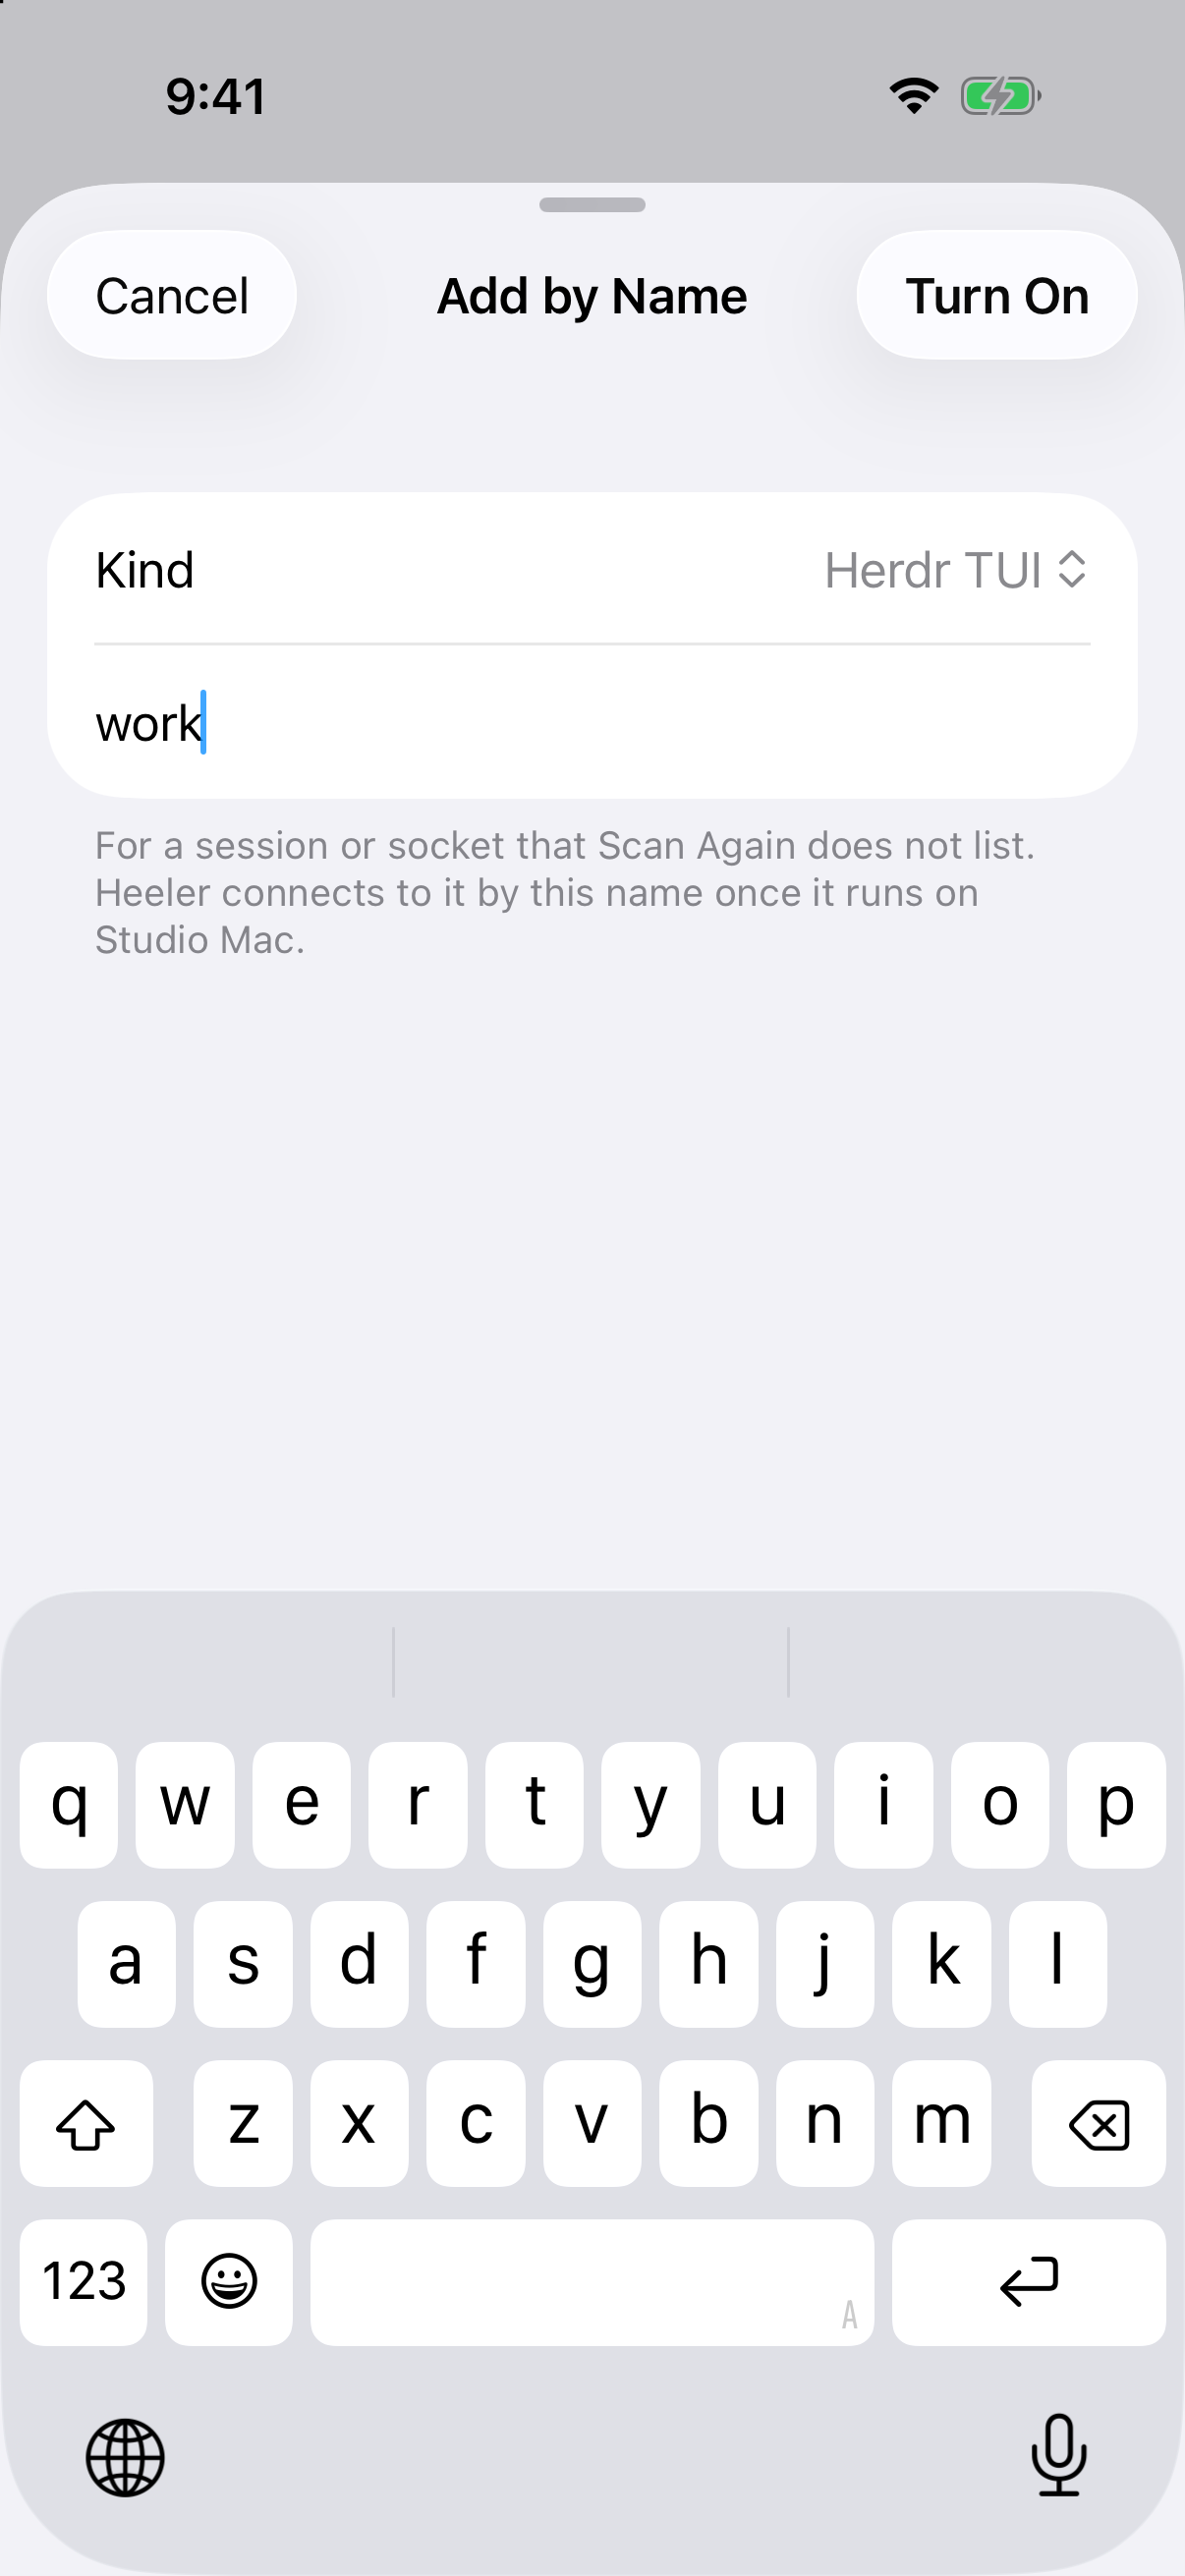 9:41
Cancel
Add by Name
Turn On
Kind
Herdr TUI
work
For a session or socket that Scan Again does not list.
Heeler connects to it by this name once it runs on
Studio Mac.
q w e r t y u i o p
a s d f g h j k l
z x c v b n m
123
A